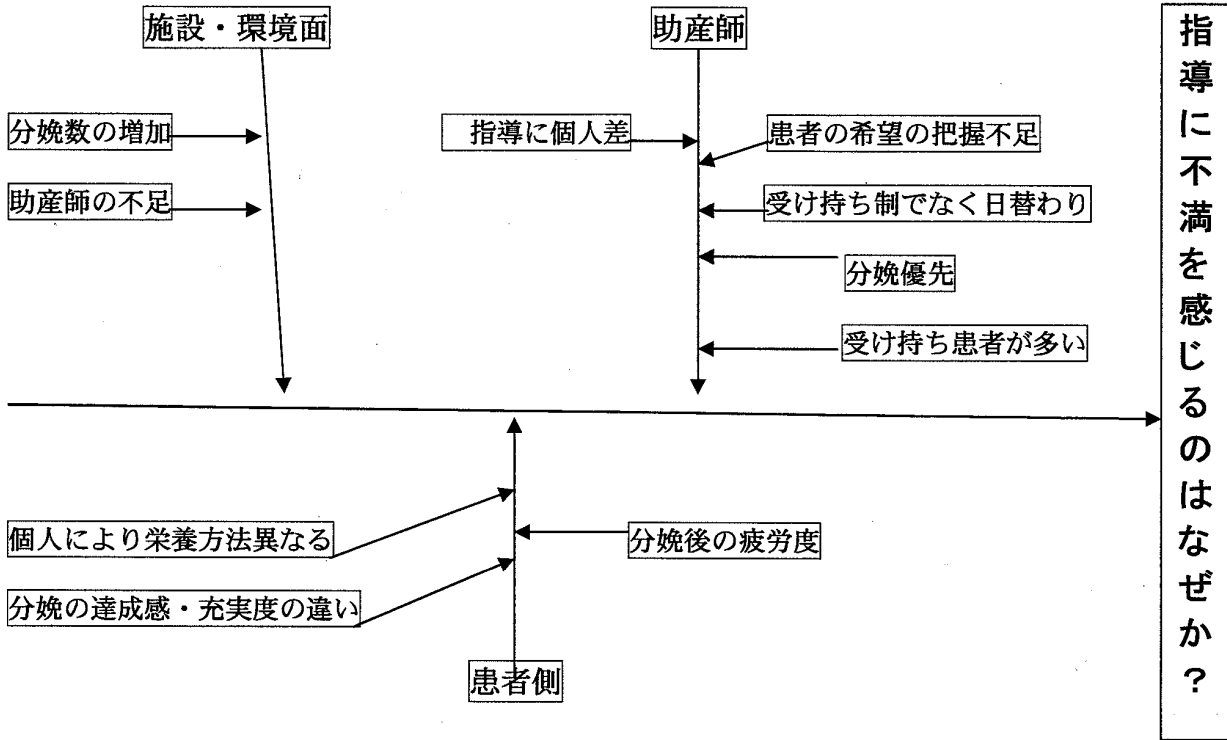 施設・環境面
助産師
分娩数の増加
指導に個人差
患者の希望の把握不足
助産師の不足
受け持ち制でなく日替わり
分娩優先
受け持ち患者が多い
個人により栄養方法異なる
分娩後の疲労度
分娩の達成感・充実度の違い
患者側
指導に不満を感じるのはなぜか?